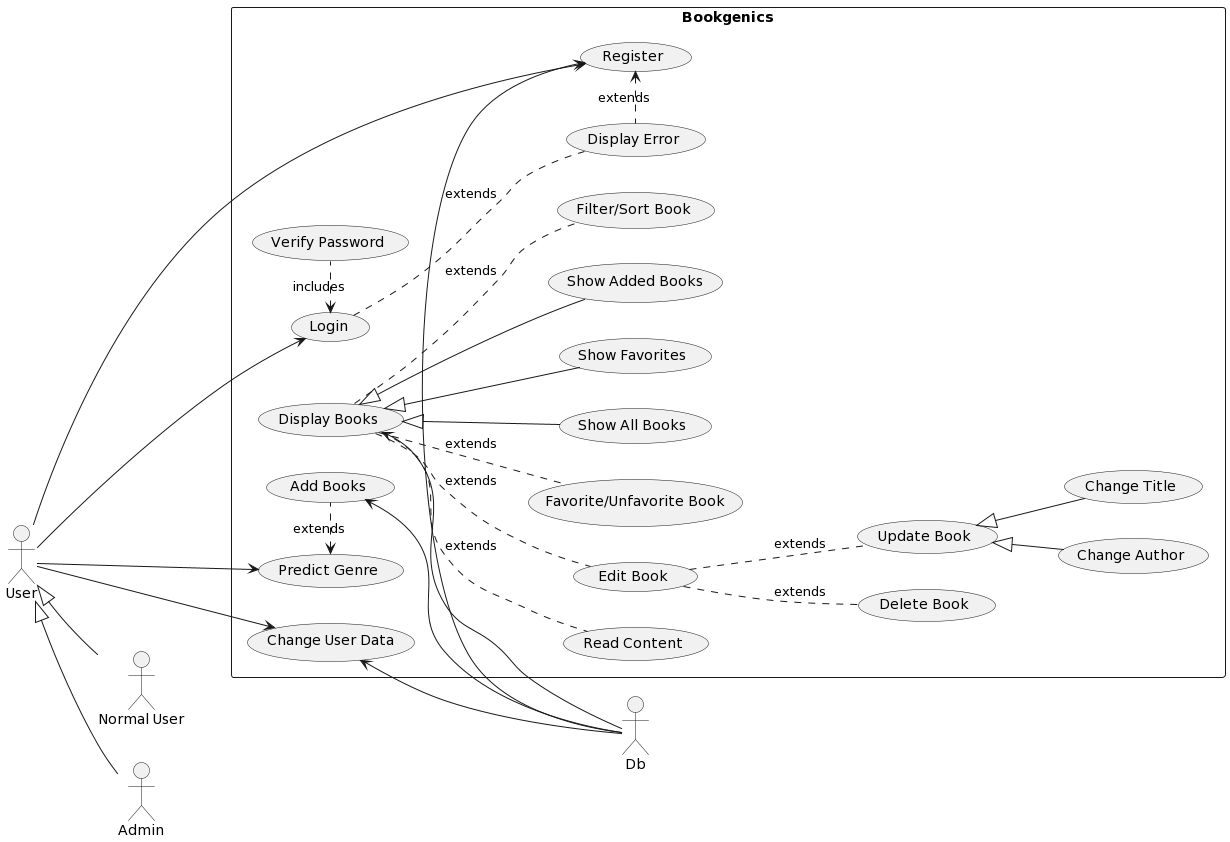 Bookgenics
Register
extends
Display Error
extends
Filter/Sort Book
Verify Password
extends
Show Added Books
includes
Login
Show Favorites
Display Books
Show All Books
extends
Add Books
extends
Favorite/Unfavorite Book
Change Title
extends
extends
Update Book
extends
Change Author
Predict Genre
Edit Book
extends
User
Delete Book
Change User Data
Read Content
Normal User
Db
Admin